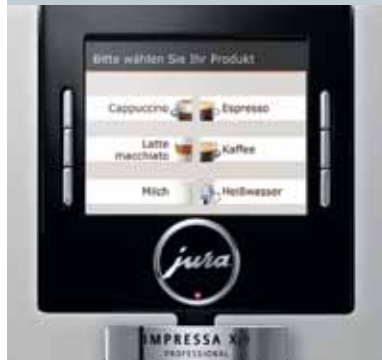 Bitte wählen Sie Ihr Produkt
Cappuccino
Espresso
Latte
macchiato
Kaffee
Milch
Heißwasser
jura
IMPRESSA
PROFESSIONAL